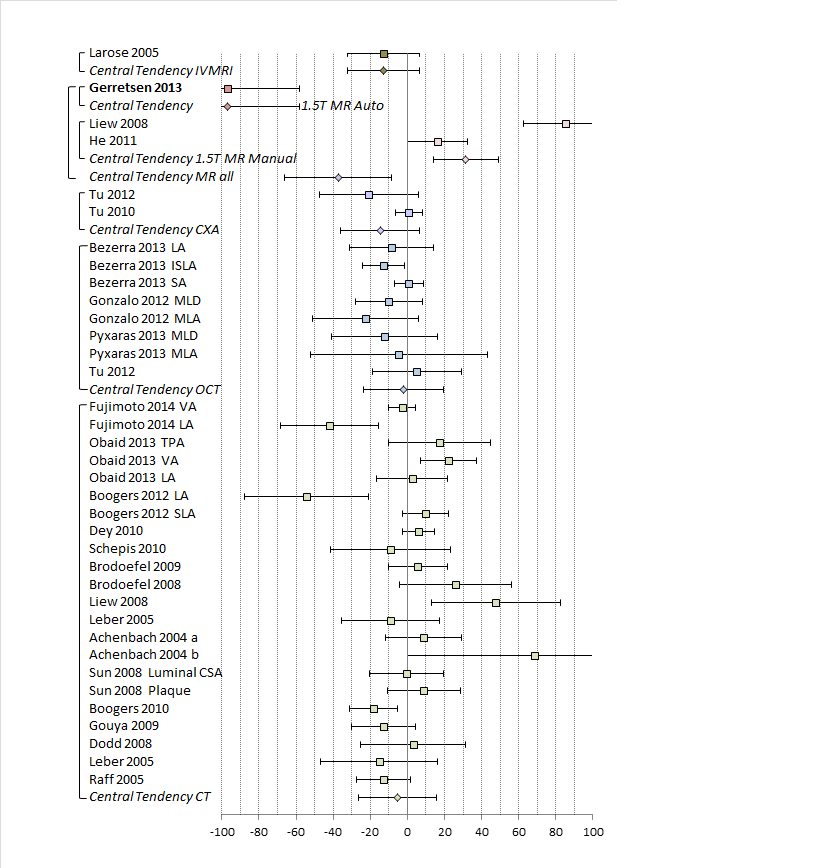 Larose 2005
Central Tendency IVMRI
Gerretsen 2013
Central Tendency 1.5T MR Auto
Liew 2008
He 2011
Central Tendency 1.5T MR Manual
Central Tendency MR all
Tu 2012
Tu 2010
Central Tendency CXA
Bezerra 2013 LA
Bezerra 2013 ISLA
Bezerra 2013 SA
Gonzalo 2012 MLD
Gonzalo 2012 MLA
Pyxaras 2013 MLD
Pyxaras 2013 MLA
Tu 2012
Central Tendency OCT
Fujimoto 2014 VA
Fujimoto 2014 LA
Obaid 2013 TPA
Obaid 2013 VA
Obaid 2013 LA
Boogers 2012 LA
Boogers 2012 SLA
Dey 2010
Schepis 2010
Brodoefel 2009
Brodoefel 2008
Liew 2008
Leber 2005
Achenbach 2004 a
Achenbach 2004 b
Sun 2008 Luminal CSA
Sun 2008 Plaque
Boogers 2010
Gouya 2009
Dodd 2008
Leber 2005
Raff 2005
Central Tendency CT
-100 -80 -60 -40 -20 0 20 40 60 80 100